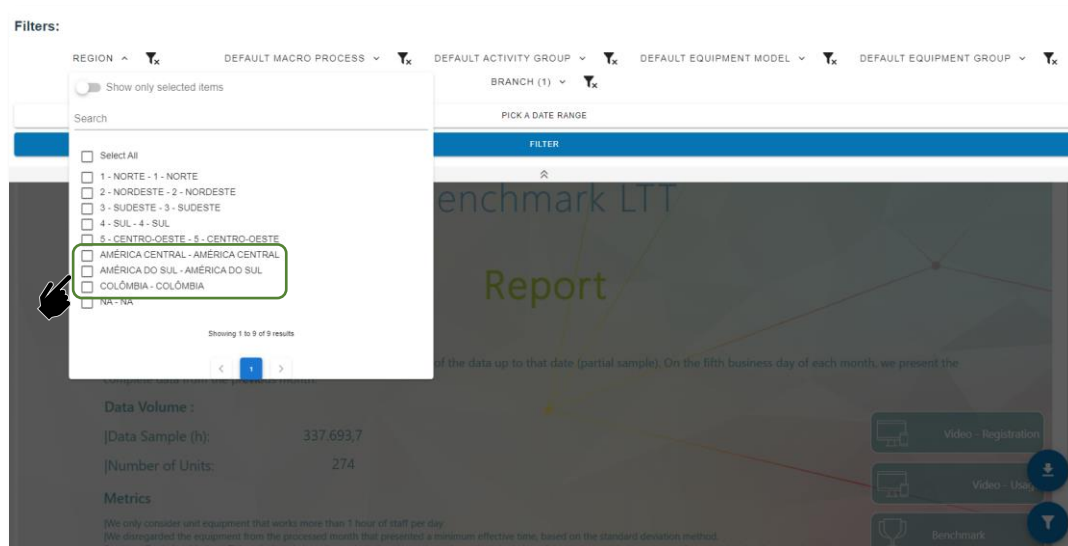 Filters:
REGION
DEFAULT MACRO PROCESS
DEFAULT ACTIVITY GROUP
DEFAULT EQUIPMENT MODEL
DEFAULT EQUIPMENT GROUP
BRANCH (1)
Show only selected items
Search
PICK A DATE RANGE
FILTER
Select All
1 - NORTE - 1 - NORTE
2 - NORDESTE - 2 - NORDESTE
3 - SUDESTE - 3 - SUDESTE
4 - SUL - 4 - SUL
5 - CENTRO-OESTE - 5 - CENTRO-OESTE
AMÉRICA CENTRAL - AMÉRICA CENTRAL
AMÉRICA DO SUL - AMÉRICA DO SUL
COLÔMBIA - COLÔMBIA
NA - NA
Showing 1 to 9 of 9 results
< 1 >
enchmark LTT
Report
of the data up to that date (partial sample). On the fifth business day of each month, we present the
complete data from the previous month.
Data Volume :
|Data Sample (h): 337.693,7
|Number of Units: 274
Metrics
|We only consider unit equipment that works more than 1 hour of staff per day
|We disregarded the equipment from the processed month that presented a minimum effective time, based on the standard deviation method.
Video - Registration
Video - Usag
Benchmark